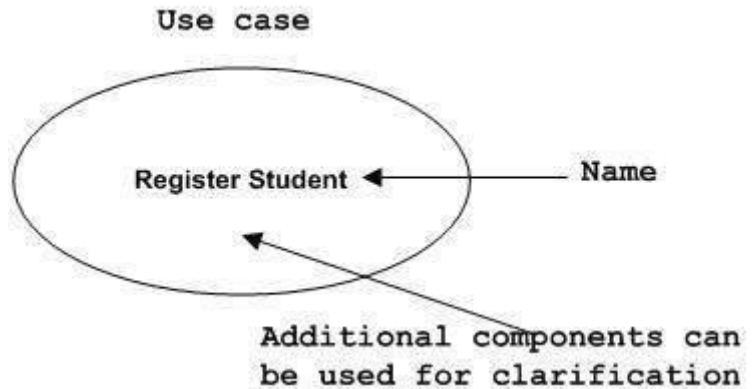 Use case
Register Student
Name
Additional components can
be used for clarification